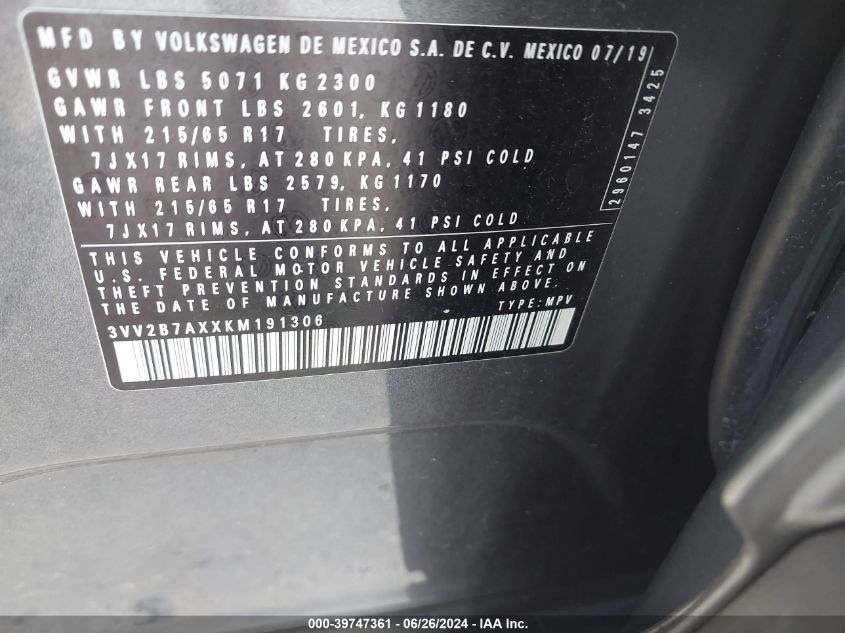 MFD BY VOLKSWAGEN DE MEXICO S.A. DE C.V. MEXICO 07/19
GVWR LBS 5071 KG 2300
GAWR FRONT LBS 2601, KG 1180
WITH 215/65 R17 TIRES,
7JX17 RIMS, AT 280 KPA, 41 PSI COLD
GAWR REAR LBS 2579, KG 1170
WITH 215/65 R17 TIRES,
7JX17 RIMS, AT 280 KPA, 41 PSI COLD
2960147 3425
THIS VEHICLE CONFORMS TO ALL APPLICABLE
U.S. FEDERAL MOTOR VEHICLE SAFETY AND
THEFT PREVENTION STANDARDS IN EFFECT ON
THE DATE OF MANUFACTURE SHOWN ABOVE.
3VV2B7AXXKM191306 TYPE: MPV
000-39747361 - 06/26/2024 - IAA Inc.